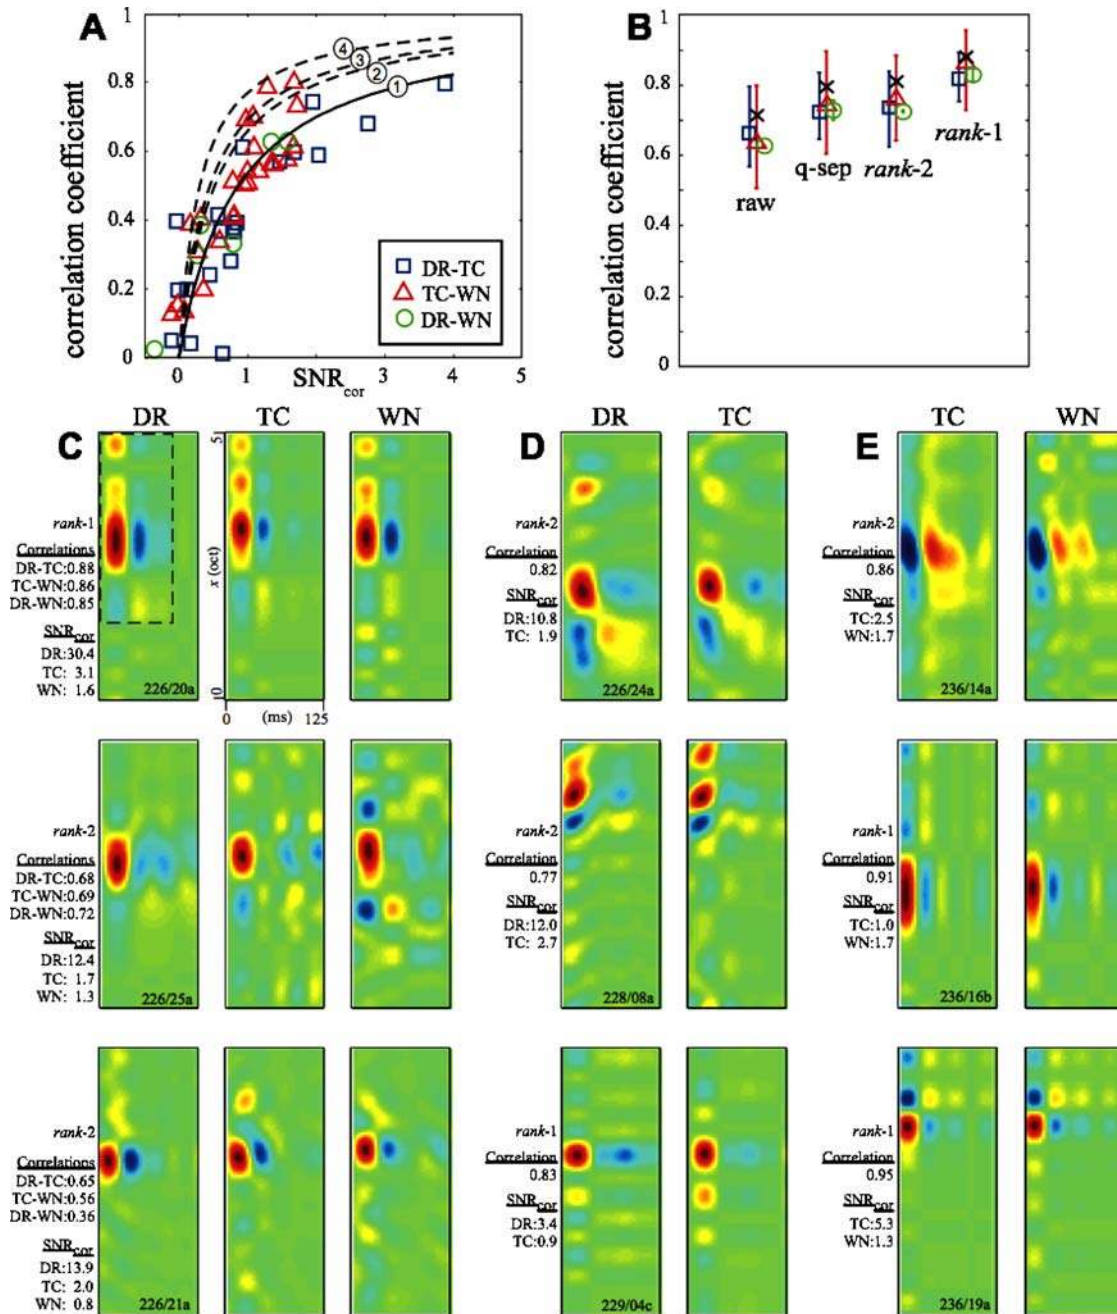 A
correlation coefficient
1
0.8
0.6
0.4
0.2
0
0 1 2 3 4 5
SNRcor
4
3
2
1
DR-TC
TC-WN
DR-WN
B
correlation coefficient
1
0.8
0.6
0.4
0.2
0
raw
q-sep
rank-2
rank-1
C
DR TC WN
rank-1
Correlations
DR-TC:0.88
TC-WN:0.86
DR-WN:0.85
SNRcor
DR:30.4
TC: 3.1
WN: 1.6
226/20a
5
x (oct)
0
0 (ms) 125
rank-2
Correlations
DR-TC:0.68
TC-WN:0.69
DR-WN:0.72
SNRcor
DR:12.4
TC: 1.7
WN: 1.3
226/25a
rank-2
Correlations
DR-TC:0.65
TC-WN:0.56
DR-WN:0.36
SNRcor
DR:13.9
TC: 2.0
WN: 0.8
226/21a
D
DR TC
rank-2
Correlation
0.82
SNRcor
DR:10.8
TC: 1.9
226/24a
rank-2
Correlation
0.77
SNRcor
DR:12.0
TC: 2.7
228/08a
rank-1
Correlation
0.83
SNRcor
DR:3.4
TC:0.9
229/04c
E
TC WN
rank-2
Correlation
0.86
SNRcor
TC:2.5
WN:1.7
236/14a
rank-1
Correlation
0.91
SNRcor
TC:1.0
WN:1.7
236/16b
rank-1
Correlation
0.95
SNRcor
TC:5.3
WN:1.3
236/19a